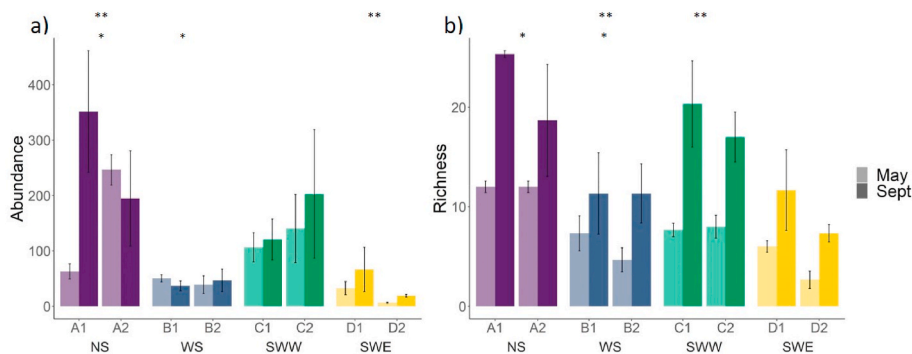 a)
** * * **
Abundance
400
300
200
100
0
A1 A2 B1 B2 C1 C2 D1 D2
NS WS SWW SWE
b)
** ** 
* *
Richness
20
10
0
A1 A2 B1 B2 C1 C2 D1 D2
NS WS SWW SWE
May
Sept